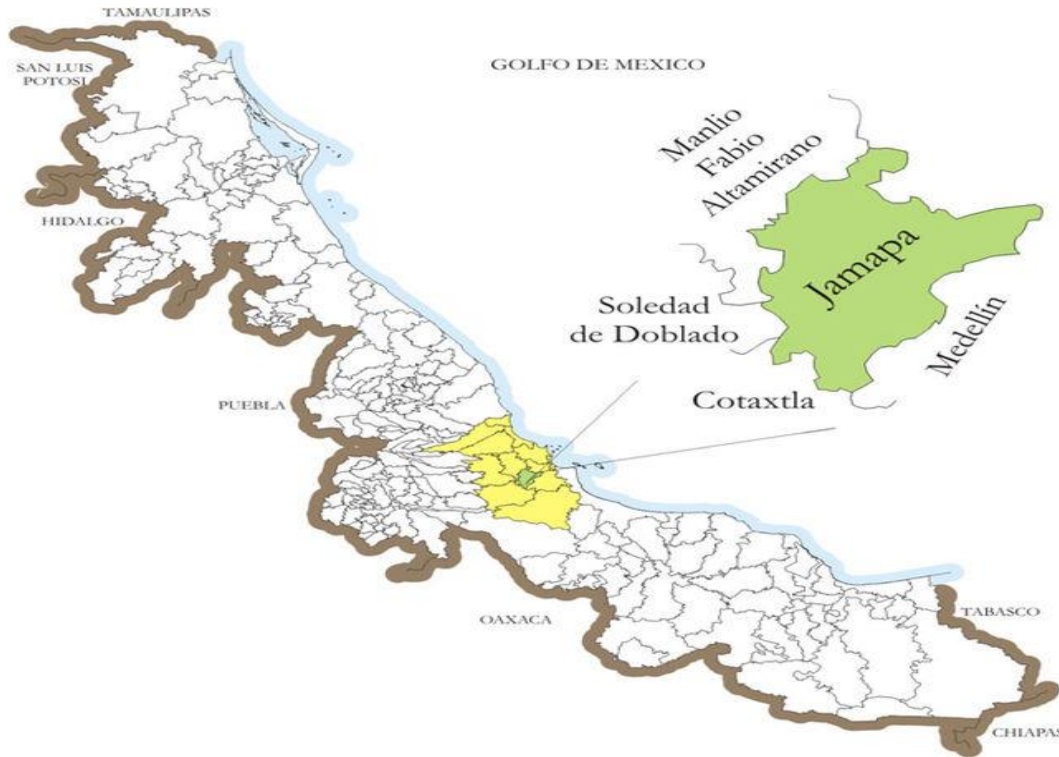 TAMAULIPAS
SAN LUIS
POTOSÍ
GOLFO DE MEXICO
Manlio
Fabio
Altamirano
HIDALGO
Jamapa
Soledad
de Doblado
Medellín
PUEBLA
Cotaxtla
OAXACA
TABASCO
CHIAPAS